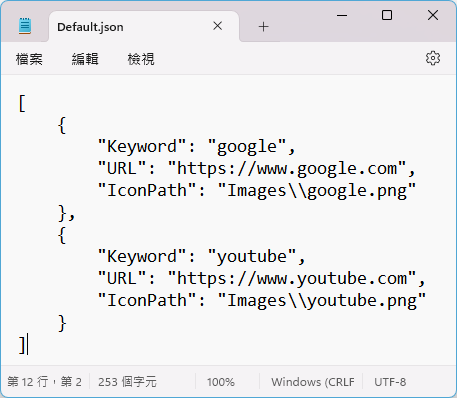 Default.json
檔案 編輯 檢視
[
    {
        "Keyword": "google",
        "URL": "https://www.google.com",
        "IconPath": "Images\\google.png"
    },
    {
        "Keyword": "youtube",
        "URL": "https://www.youtube.com",
        "IconPath": "Images\\youtube.png"
    }
]
第 12 行，第 2 253 個字元 100% Windows (CRLF UTF-8